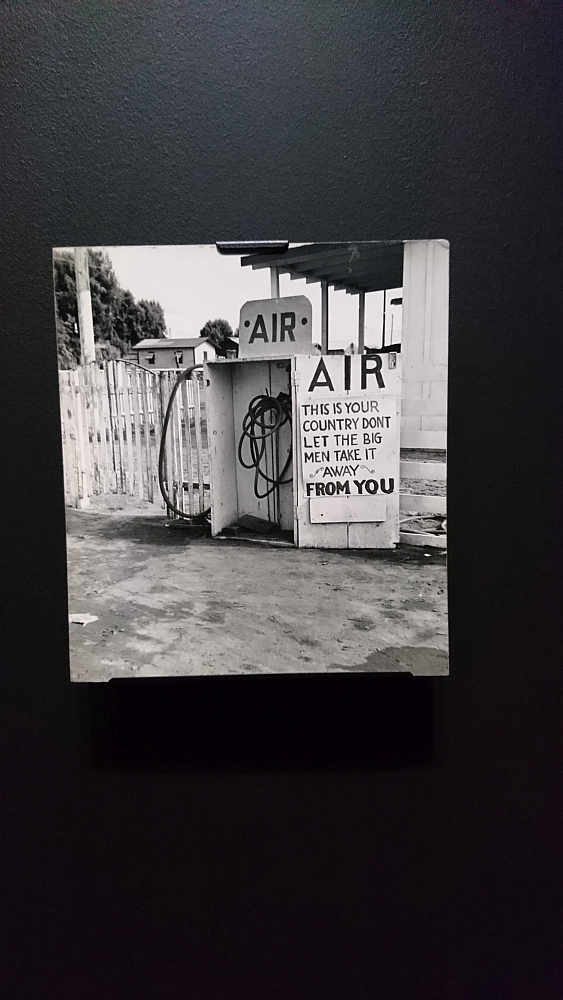 ·AIR·
AIR
THIS IS YOUR
COUNTRY DONT
LET THE BIG
MEN TAKE IT
AWAY
FROM YOU